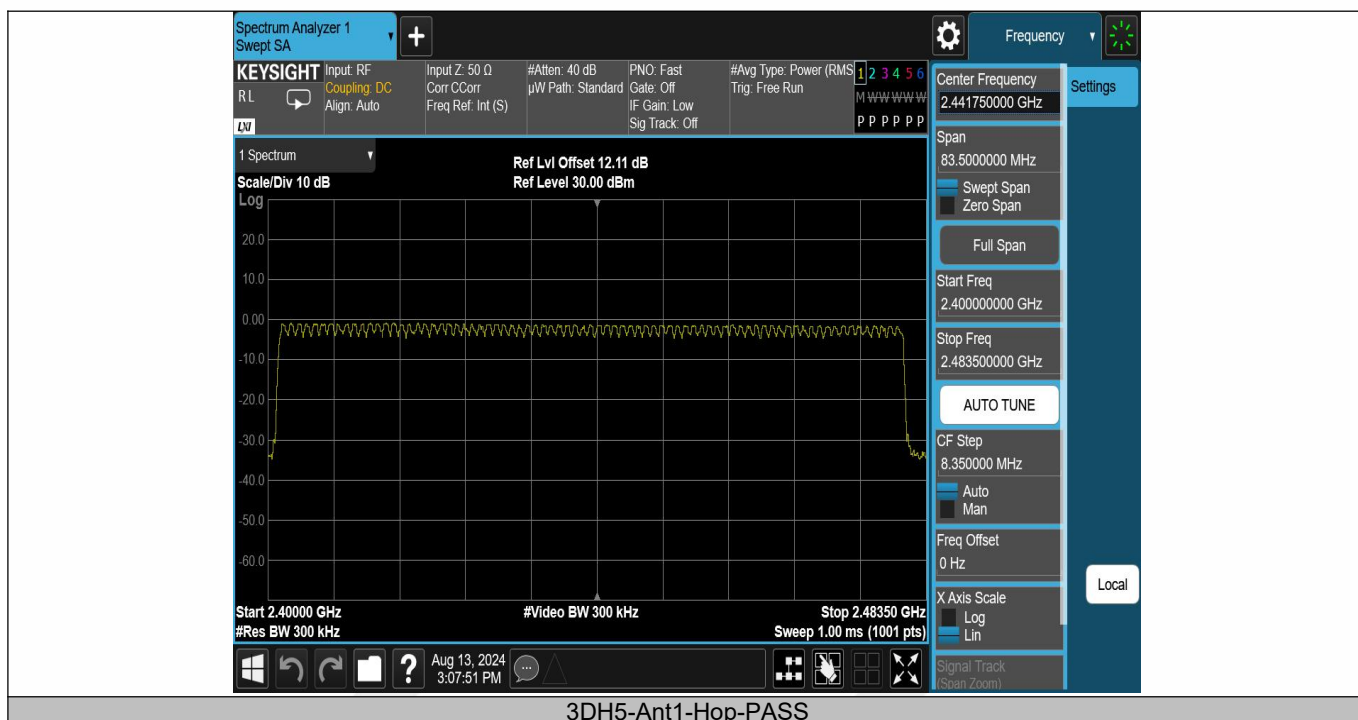 Spectrum Analyzer 1
Swept SA
+
Frequency
KEYSIGHT
RL
LXI
Input: RF
Coupling: DC
Align: Auto
Input Z: 50 Ω
Corr CCorr
Freq Ref: Int (S)
#Atten: 40 dB
µW Path: Standard
PNO: Fast
Gate: Off
IF Gain: Low
Sig Track: Off
#Avg Type: Power (RMS
Trig: Free Run
1 2 3 4 5 6
M W W W W W
P P P P P P
1 Spectrum
Scale/Div 10 dB
Log
Ref Lvl Offset 12.11 dB
Ref Level 30.00 dBm
20.0
10.0
0.00
-10.0
-20.0
-30.0
-40.0
-50.0
-60.0
Start 2.40000 GHz
#Res BW 300 kHz
#Video BW 300 kHz
Stop 2.48350 GHz
Sweep 1.00 ms (1001 pts)
Center Frequency
2.441750000 GHz
Settings
Span
83.5000000 MHz
Swept Span
Zero Span
Full Span
Start Freq
2.400000000 GHz
Stop Freq
2.483500000 GHz
AUTO TUNE
CF Step
8.350000 MHz
Auto
Man
Freq Offset
0 Hz
X Axis Scale
Log
Lin
Signal Track
(Span Zoom)
Local
?
Aug 13, 2024
3:07:51 PM
3DH5-Ant1-Hop-PASS